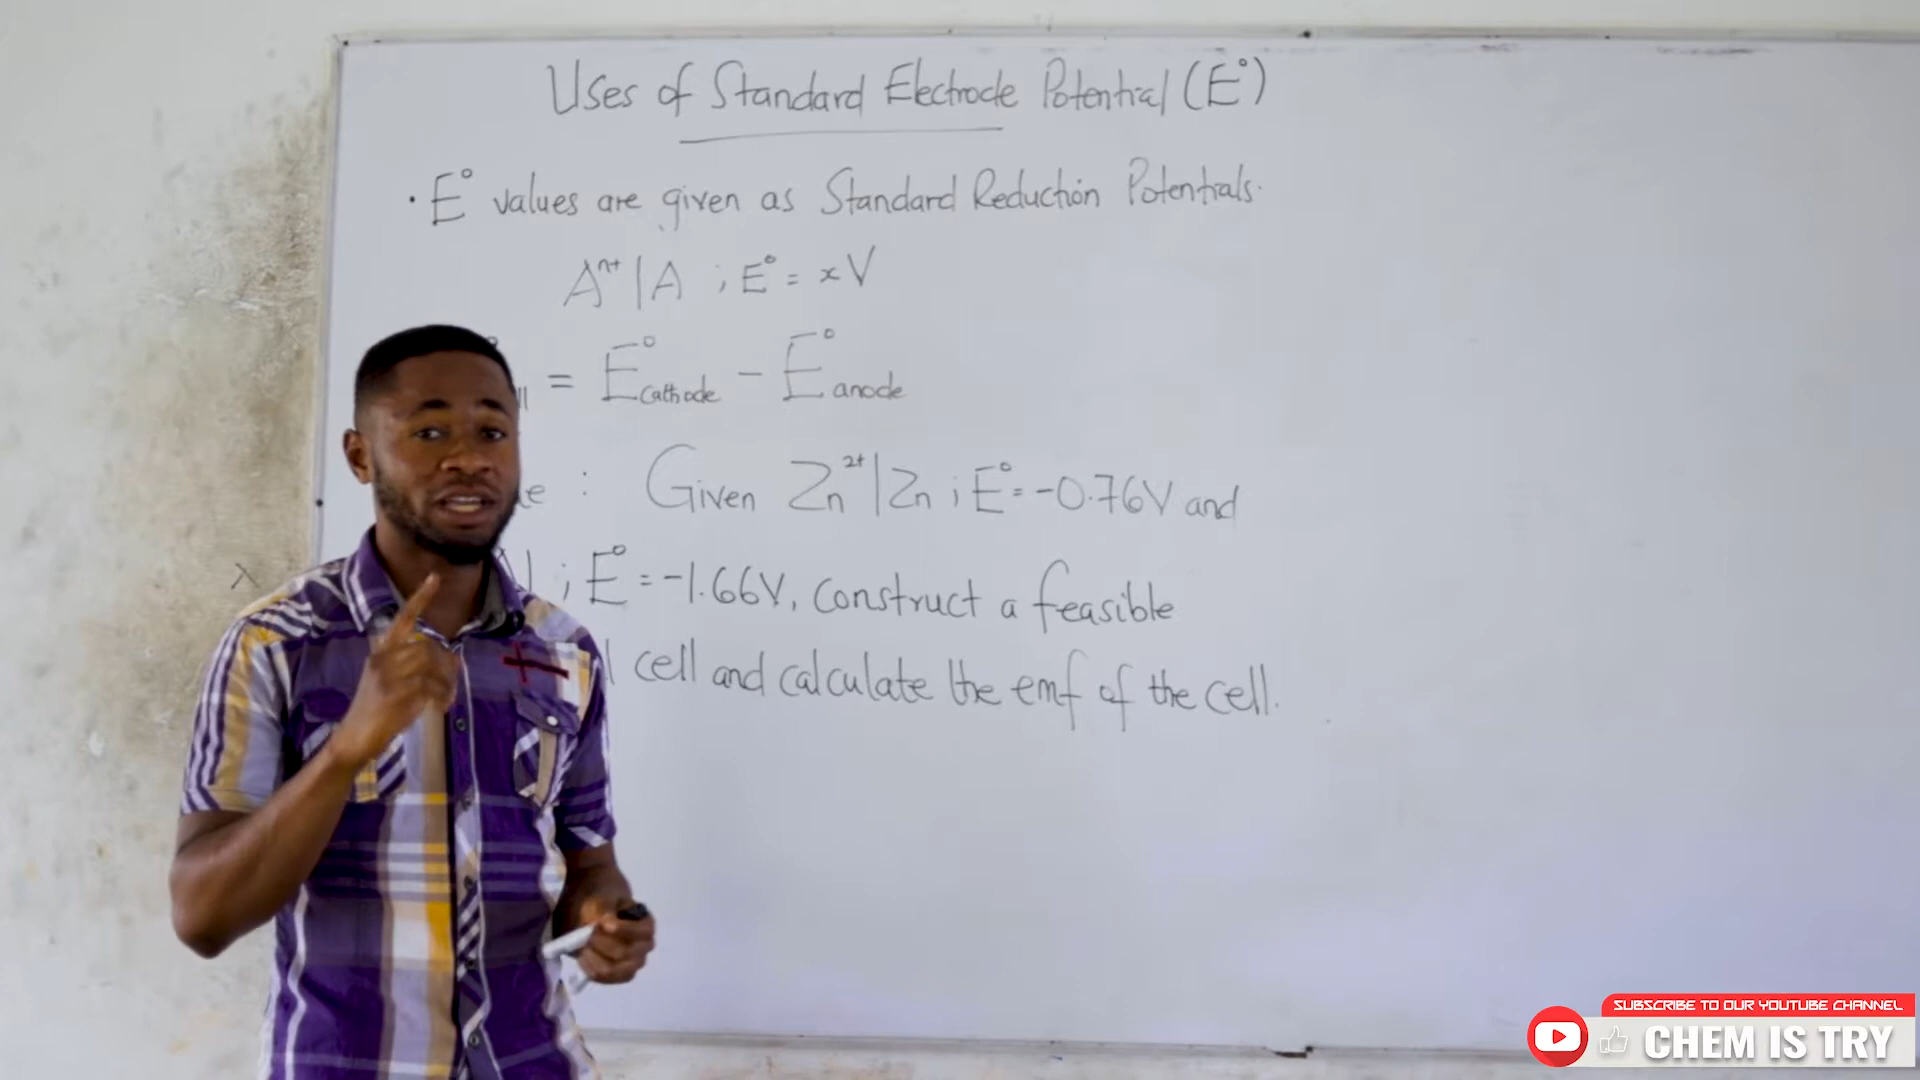 Uses of Standard Electrode Potential (E°)
· E° values are given as Standard Reduction Potentials.
Aⁿ⁺ | A ; E° = x V
= E°cathode - E°anode
: Given Zn²⁺ | Zn ; E° = -0.76V and
; E° = -1.66V, construct a feasible
cell and calculate the emf of the cell.
SUBSCRIBE TO OUR YOUTUBE CHANNEL
CHEM IS TRY